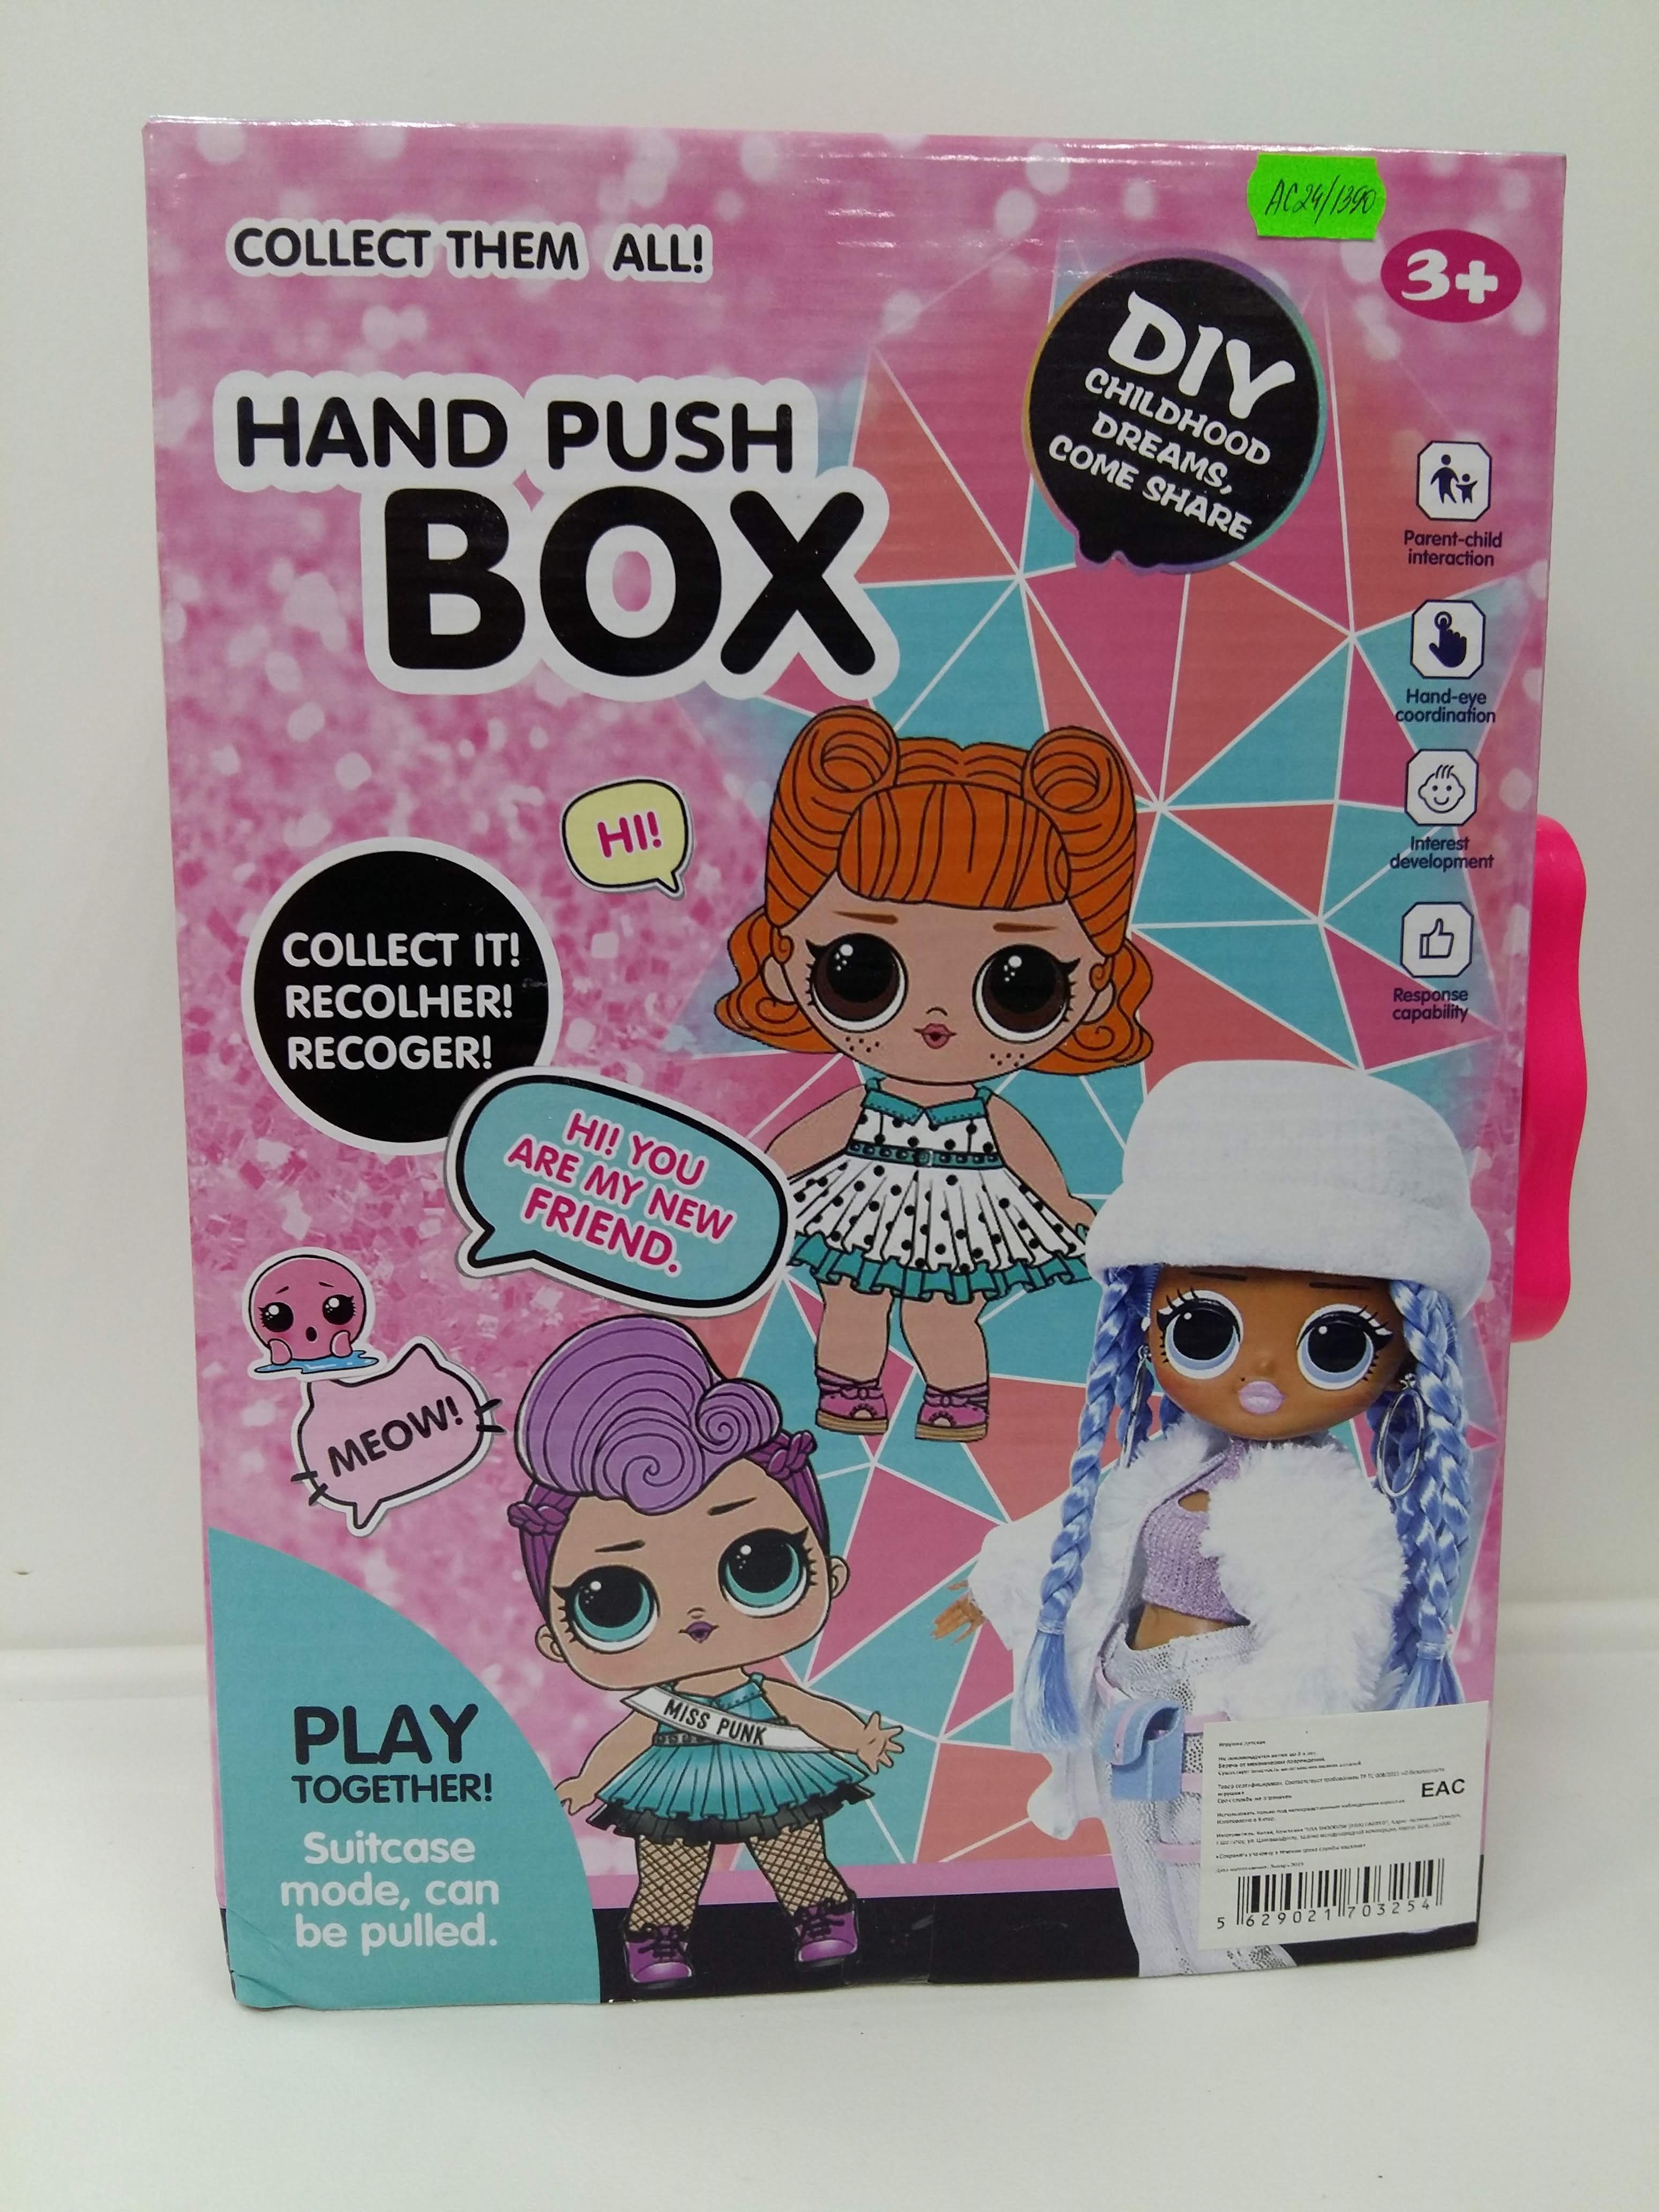 AC24/1390
COLLECT THEM ALL!
3+
DIY
CHILDHOOD
DREAMS,
COME SHARE
HAND PUSH
BOX
Parent-child
interaction
Hand-eye
coordination
Interest
development
Response
capability
HI!
COLLECT IT!
RECOLHER!
RECOGER!
HI! YOU
ARE MY NEW
FRIEND.
MEOW!
MISS PUNK
PLAY
TOGETHER!
Suitcase
mode, can
be pulled.
Игрушка детская
EAC
5 629021 703254